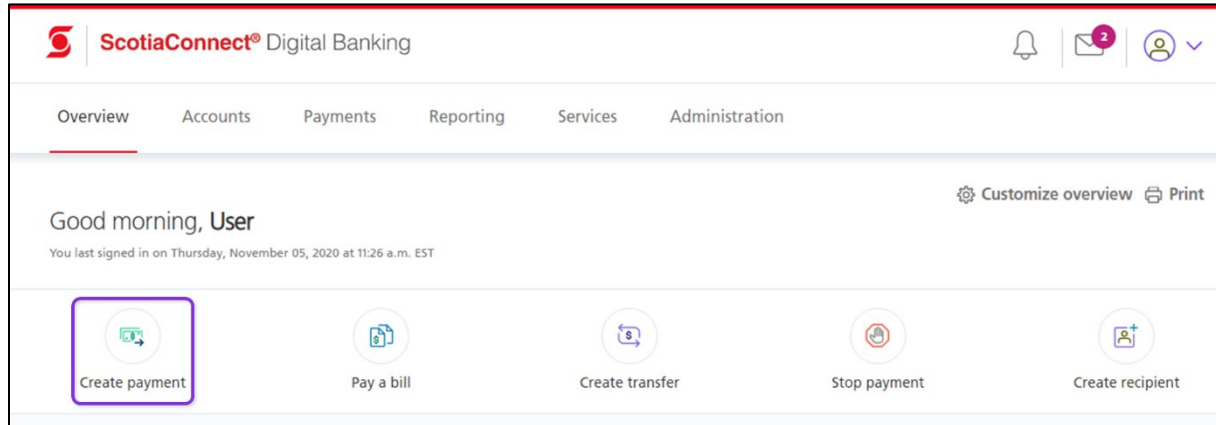 ScotiaConnect® Digital Banking
2
Overview Accounts Payments Reporting Services Administration
Customize overview Print
Good morning, User
You last signed in on Thursday, November 05, 2020 at 11:26 a.m. EST
Create payment Pay a bill Create transfer Stop payment Create recipient